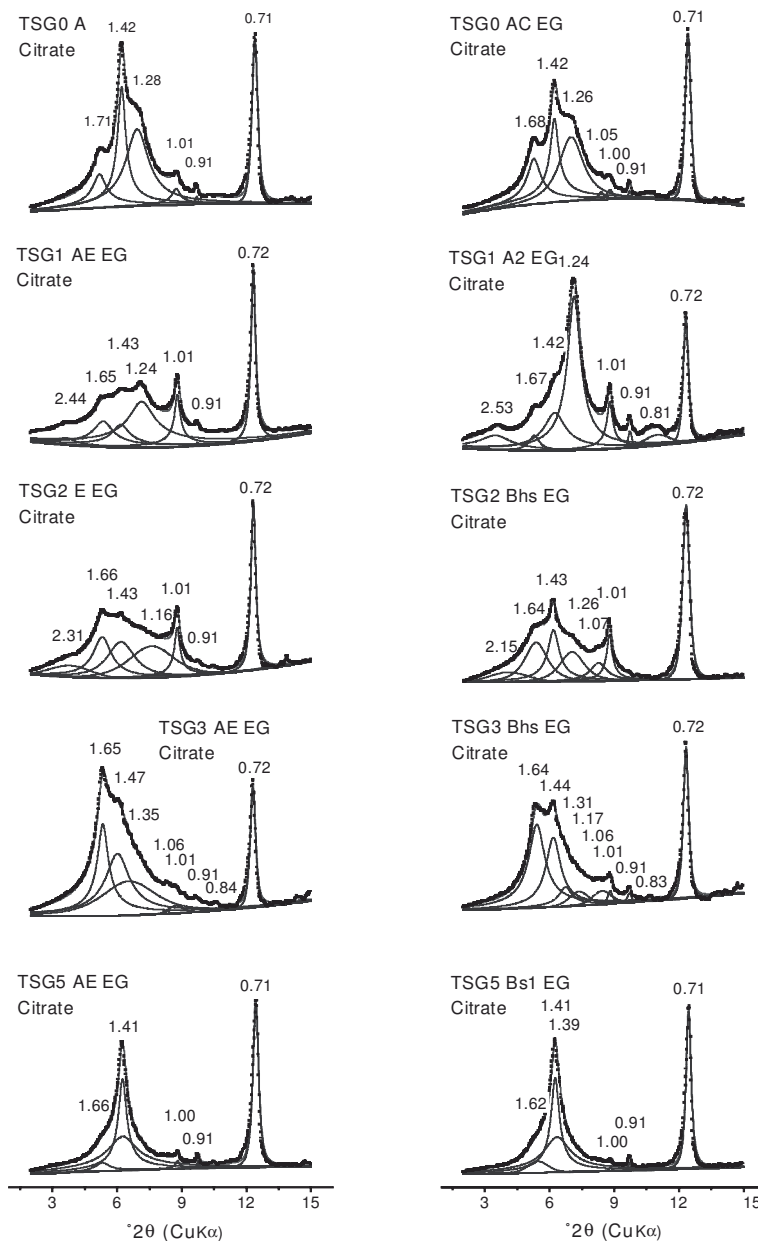 TSG0 A
Citrate
1.42
1.28
1.71
1.01
0.91
0.71
TSG0 AC EG
Citrate
1.42
1.26
1.68
1.05
1.00
0.91
0.71
TSG1 AE EG
Citrate
1.43
1.65
1.24
2.44
1.01
0.91
0.72
TSG1 A2 EG
Citrate
1.24
1.42
1.67
2.53
1.01
0.91
0.81
0.72
TSG2 E EG
Citrate
1.66
1.43
2.31
1.16
1.01
0.91
0.72
TSG2 Bhs EG
Citrate
1.43
1.64
1.26
2.15
1.07
1.01
0.72
TSG3 AE EG
Citrate
1.65
1.47
1.35
1.06
1.01
0.91
0.84
0.72
TSG3 Bhs EG
Citrate
1.64
1.44
1.31
1.17
1.06
1.01
0.91
0.83
0.72
TSG5 AE EG
Citrate
1.41
1.66
1.00
0.91
0.71
TSG5 Bs1 EG
Citrate
1.41
1.39
1.62
0.91
1.00
0.71
3 6 9 12 15
°2θ (CuKα)
3 6 9 12 15
°2θ (CuKα)